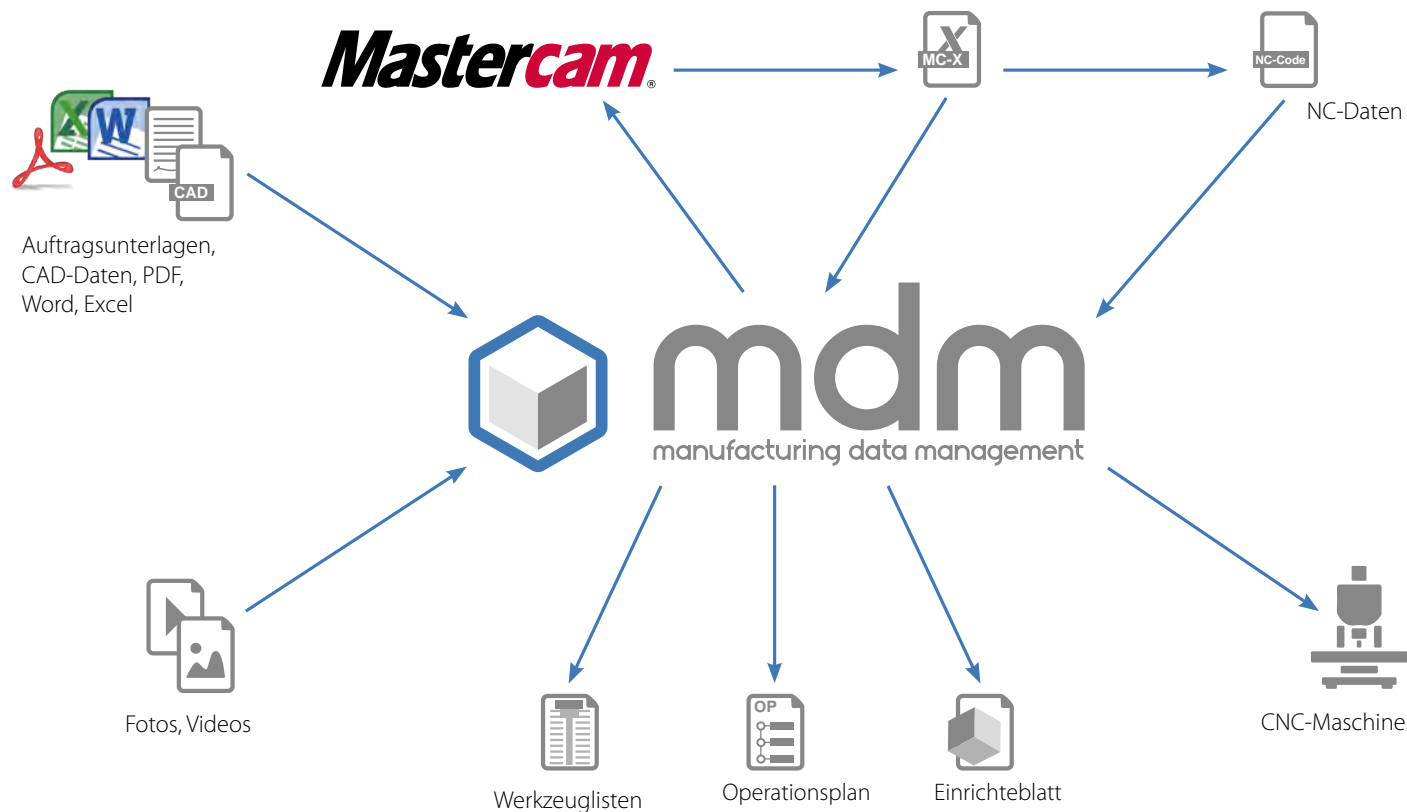 Mastercam®
MC-X
X
NC-Code
NC-Daten
X
W
CAD
Auftragsunterlagen,
CAD-Daten, PDF,
Word, Excel
mdm
manufacturing data management
Fotos, Videos
Werkzeuglisten
OP
Operationsplan
Einrichteblatt
CNC-Maschine